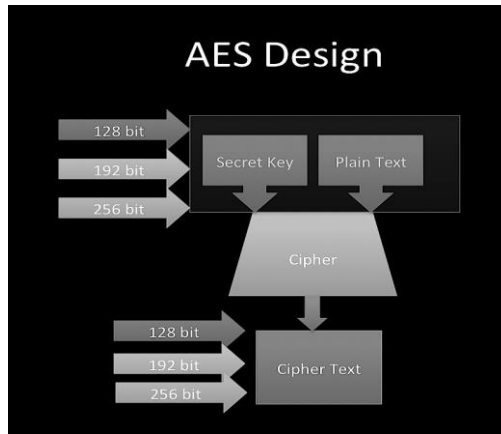 AES Design
128 bit
192 bit
256 bit
Secret Key
Plain Text
Cipher
128 bit
192 bit
256 bit
Cipher Text